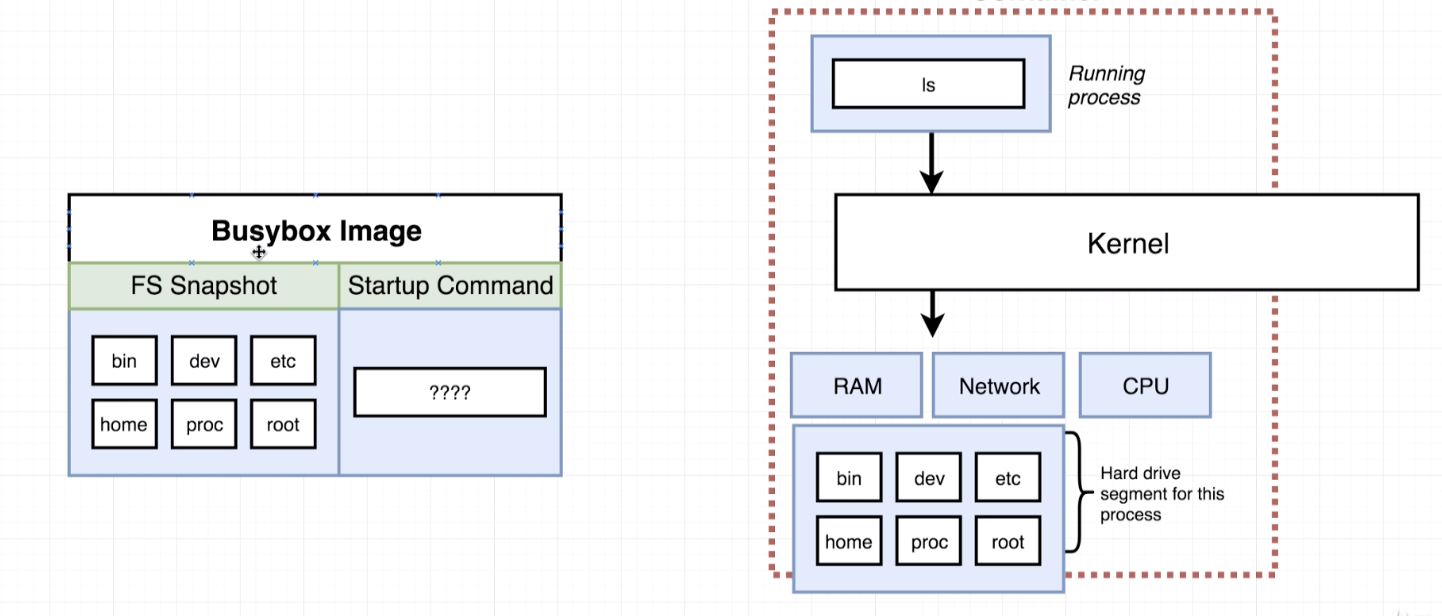 Busybox Image
FS Snapshot
Startup Command
bin
dev
etc
home
proc
root
????
ls
Running
process
Kernel
RAM
Network
CPU
bin
dev
etc
home
proc
root
Hard drive
segment for this
process